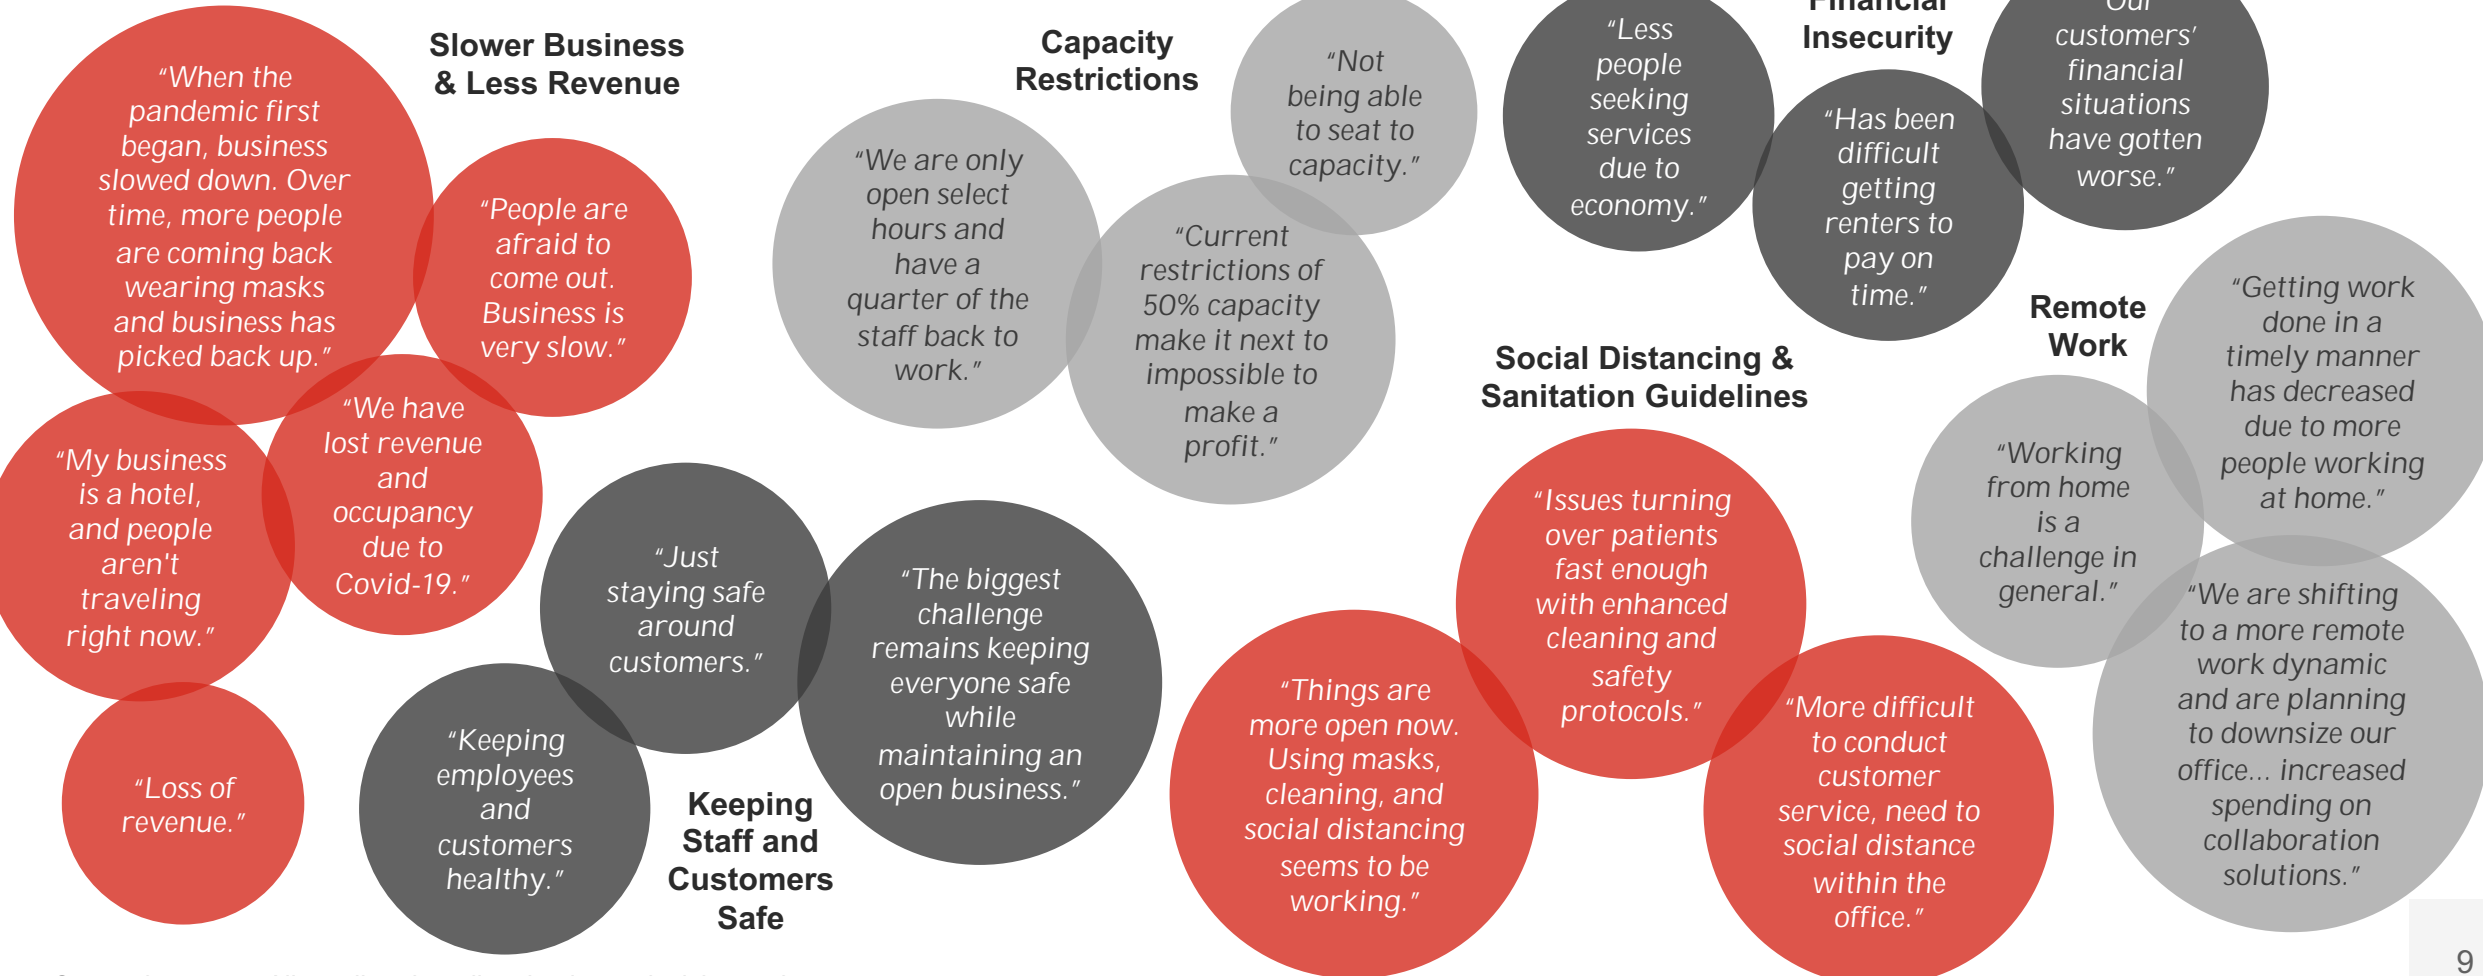 Slower Business
& Less Revenue
“When the
pandemic first
began, business
slowed down. Over
time, more people
are coming back
wearing masks
and business has
picked back up.”
“People are
afraid to
come out.
Business is
very slow.”
“We have
lost revenue
and
occupancy
due to
Covid-19.”
“My business
is a hotel,
and people
aren't
traveling
right now.”
“Loss of
revenue.”
Capacity
Restrictions
“Not
being able
to seat to
capacity.”
“We are only
open select
hours and
have a
quarter of the
staff back to
work.”
“Current
restrictions of
50% capacity
make it next to
impossible to
make a
profit.”
Financial
Insecurity
“Less
people
seeking
services
due to
economy.”
“Has been
difficult
getting
renters to
pay on
time.”
“Our
customers’
financial
situations
have gotten
worse.”
Keeping
Staff and
Customers
Safe
“Just
staying safe
around
customers.”
“Keeping
employees
and
customers
healthy.”
“The biggest
challenge
remains keeping
everyone safe
while
maintaining an
open business.”
Social Distancing &
Sanitation Guidelines
“Issues turning
over patients
fast enough
with enhanced
cleaning and
safety
protocols.”
“Things are
more open now.
Using masks,
cleaning, and
social distancing
seems to be
working.”
“More difficult
to conduct
customer
service, need to
social distance
within the
office.”
Remote
Work
“Getting work
done in a
timely manner
has decreased
due to more
people working
at home.”
“Working
from home
is a
challenge in
general.”
“We are shifting
to a more remote
work dynamic
and are planning
to downsize our
office... increased
spending on
collaboration
solutions.”
9